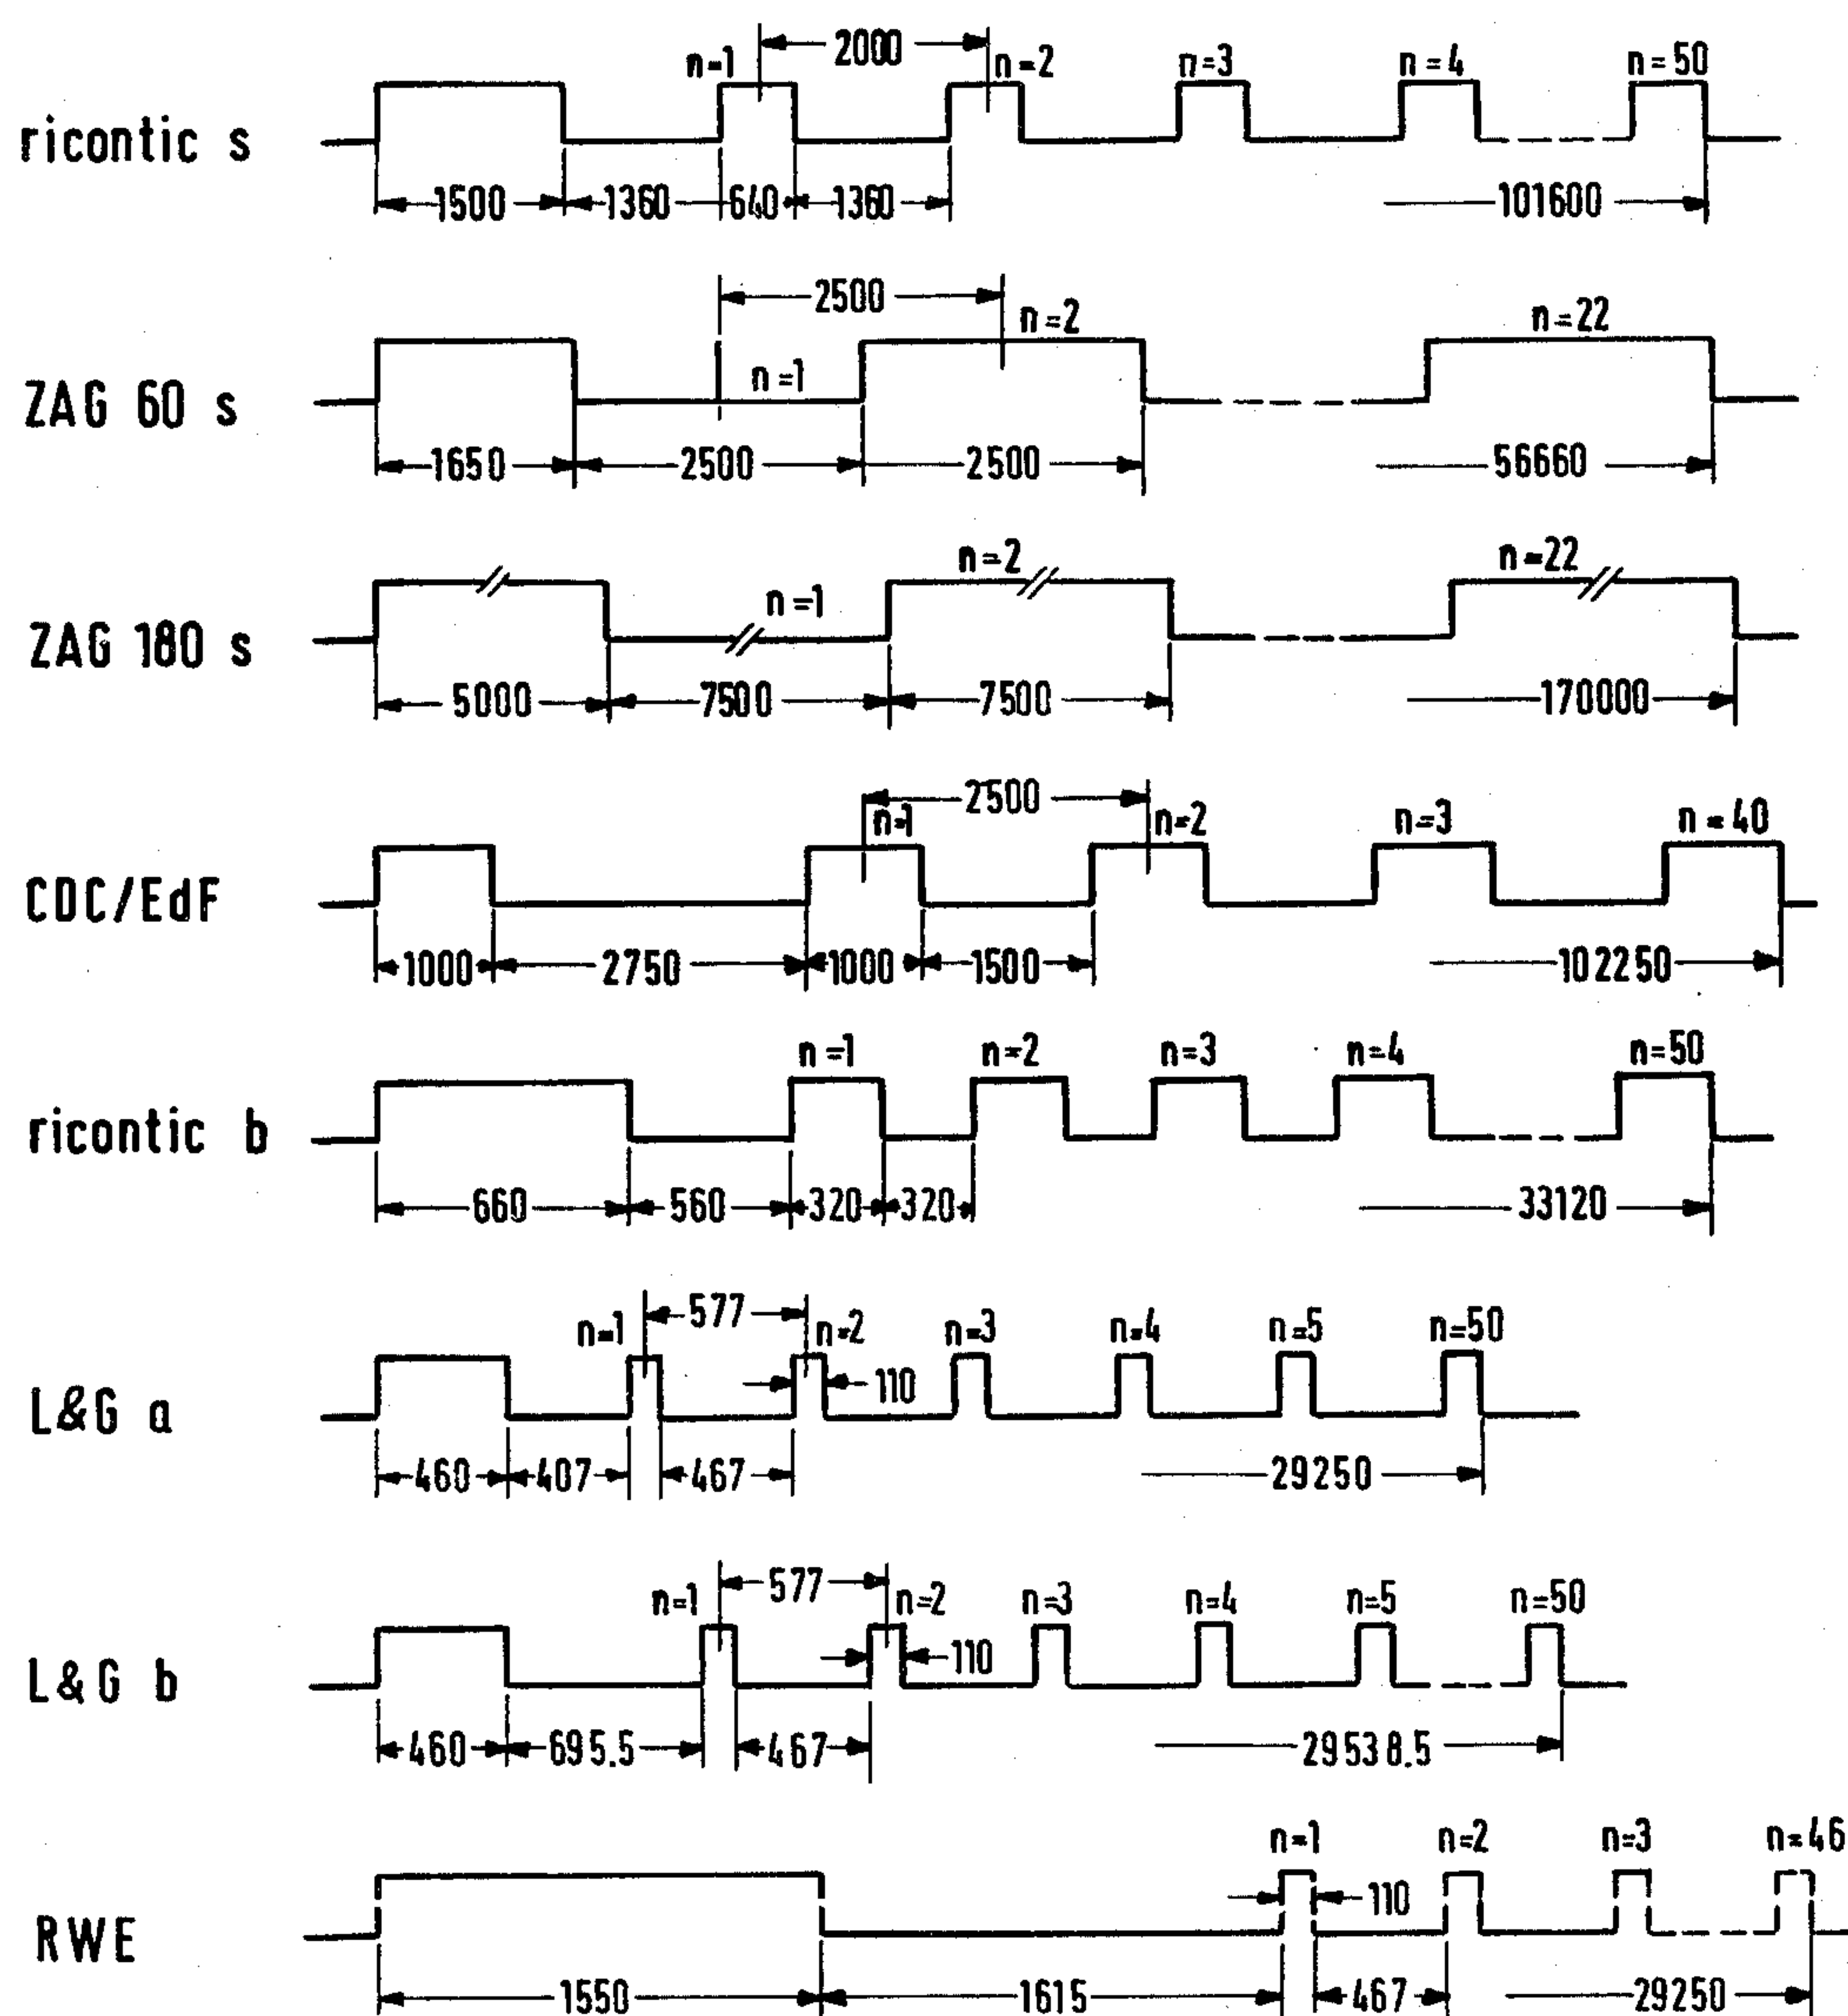 2000
n=1 n=2 n=3 n=4 n=50
ricontic s
1500 1360 640 1360 101600
2500
n=2 n=22
n=1
ZAG 60 s
1650 2500 2500 56660
n=2 n=22
n=1
ZAG 180 s
5000 7500 7500 170000
2500
n=1 n=2 n=3 n=40
CDC/EdF
1000 2750 1000 1500 102250
n=1 n=2 n=3 n=4 n=50
ricontic b
660 560 320 320 33120
577
n=1 n=2 n=3 n=4 n=5 n=50
110
L&G a
460 407 467 29250
577
n=1 n=2 n=3 n=4 n=5 n=50
110
L&G b
460 695.5 467 29538.5
n=1 n=2 n=3 n=46
110
RWE
1550 1615 467 29250